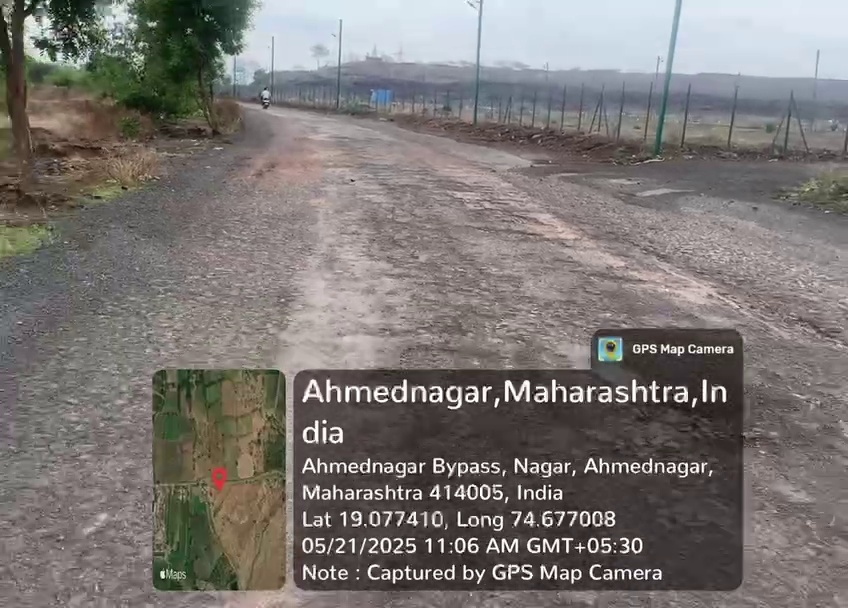 GPS Map Camera
Ahmednagar,Maharashtra,In
dia
Ahmednagar Bypass, Nagar, Ahmednagar,
Maharashtra 414005, India
Lat 19.077410, Long 74.677008
05/21/2025 11:06 AM GMT+05:30
Note : Captured by GPS Map Camera
Maps